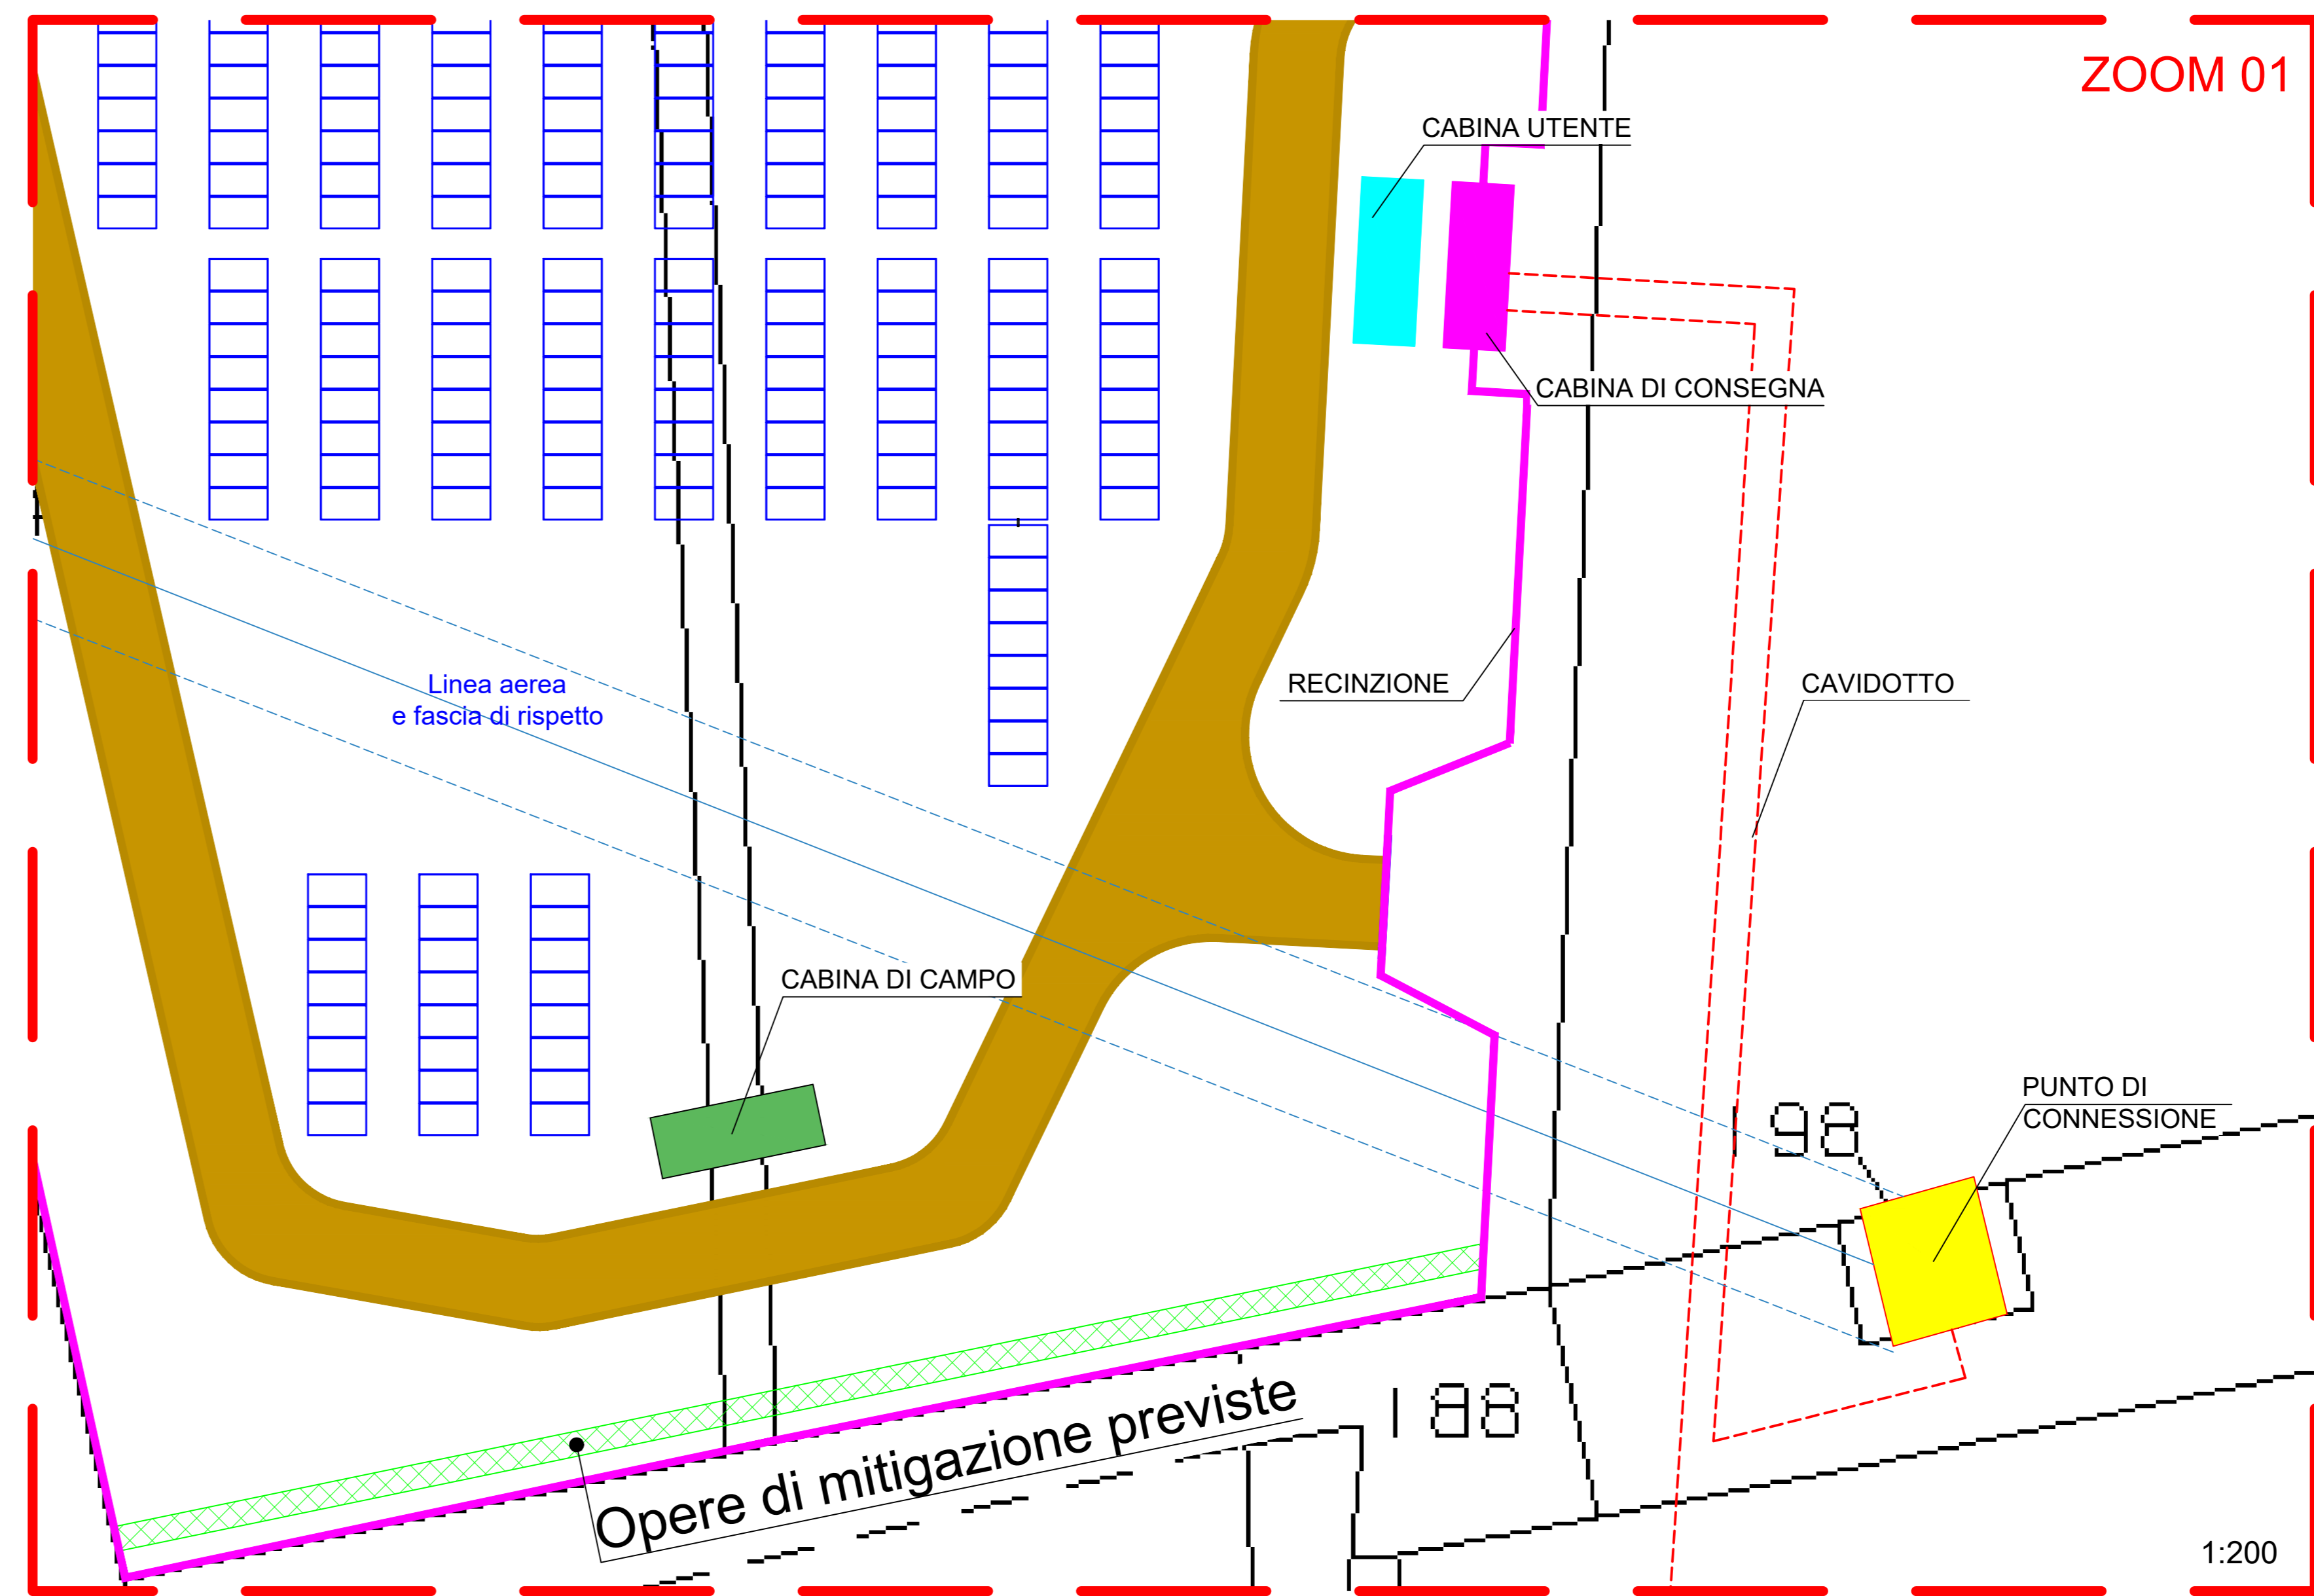 ZOOM 01
CABINA UTENTE
CABINA DI CONSEGNA
RECINZIONE
CAVIDOTTO
Linea aerea
e fascia di rispetto
CABINA DI CAMPO
PUNTO DI
CONNESSIONE
198
188
Opere di mitigazione previste
1:200